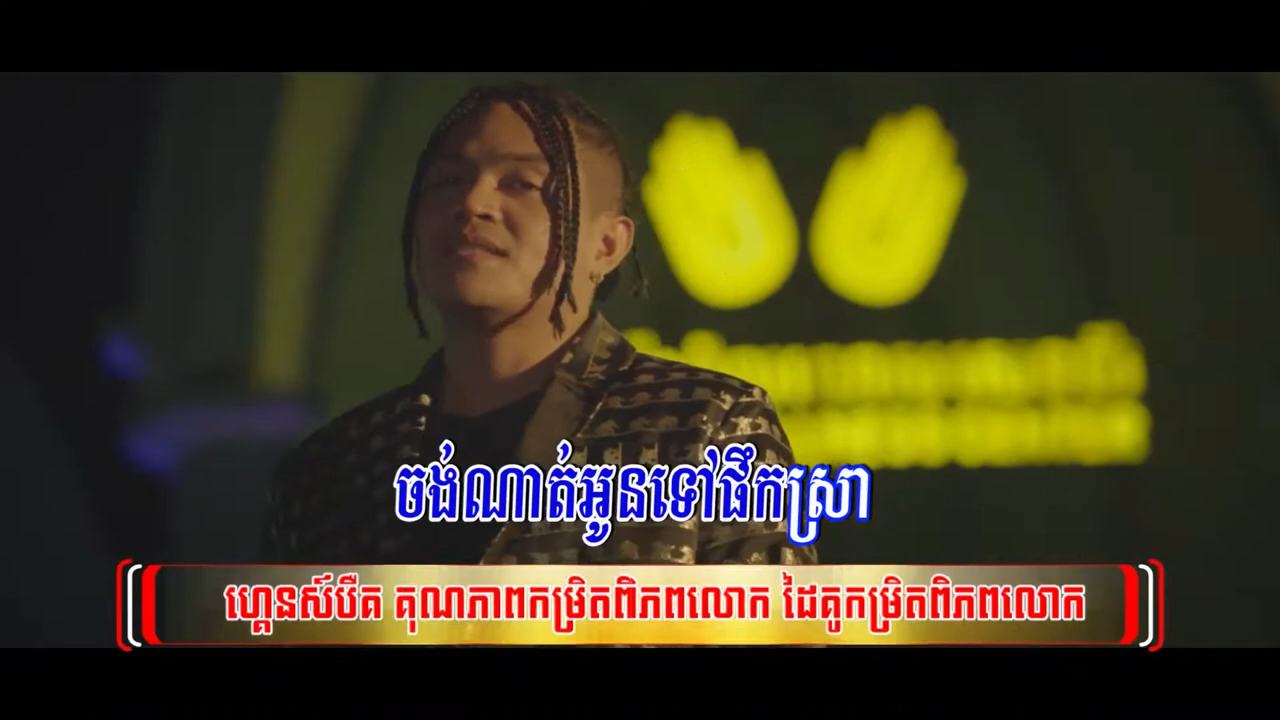 ចង់ណាត់អូនទៅផឹកស្រា
ហ្គេនស៍បឺគ គុណភាពកម្រិតពិភពលោក ដៃគូកម្រិតពិភពលោក